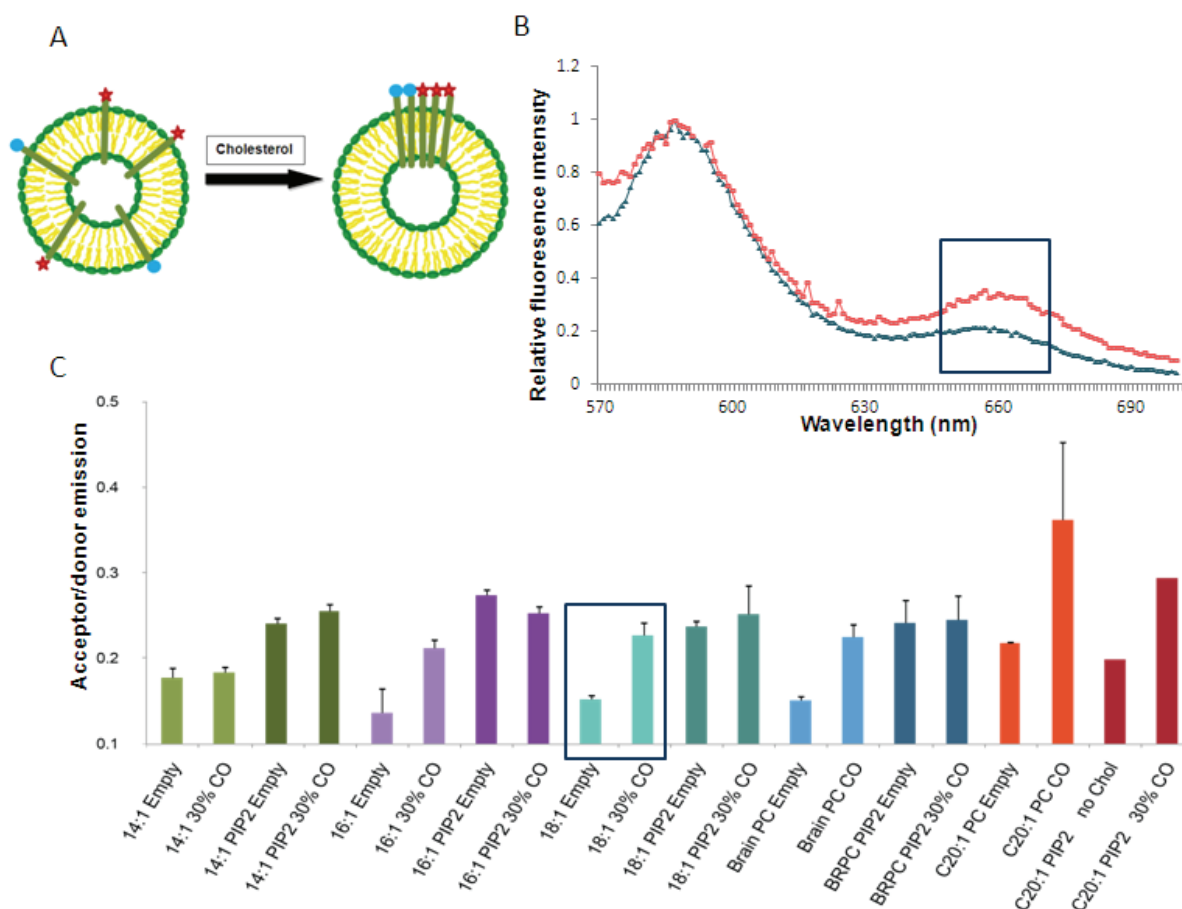 A
Cholesterol
B
Relative fluoresence intensity
1.2
1
0.8
0.6
0.4
0.2
0
570
600
630
660
690
Wavelength (nm)
C
Acceptor/donor emission
0.5
0.4
0.3
0.2
0.1
14:1 Empty
14:1 30% CO
14:1 PIP2 Empty
14:1 PIP2 30% CO
16:1 Empty
16:1 30% CO
16:1 PIP2 Empty
16:1 PIP2 30% CO
18:1 Empty
18:1 30% CO
18:1 PIP2 Empty
18:1 PIP2 30% CO
Brain PC Empty
Brain PC CO
BRPC PIP2 Empty
BRPC PIP2 30% CO
C20:1 PC Empty
C20:1 PC CO
C20:1 PIP2 no Chol
C20:1 PIP2 30% CO